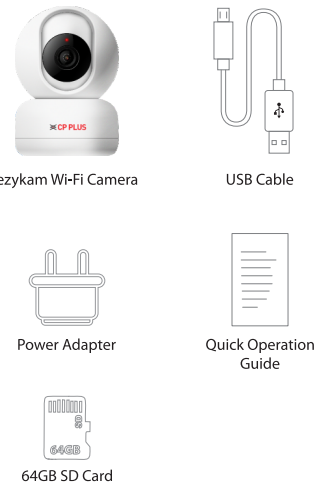 CP PLUS
ezykam Wi-Fi Camera
USB Cable
Power Adapter
Quick Operation
Guide
SD
64GB
64GB SD Card